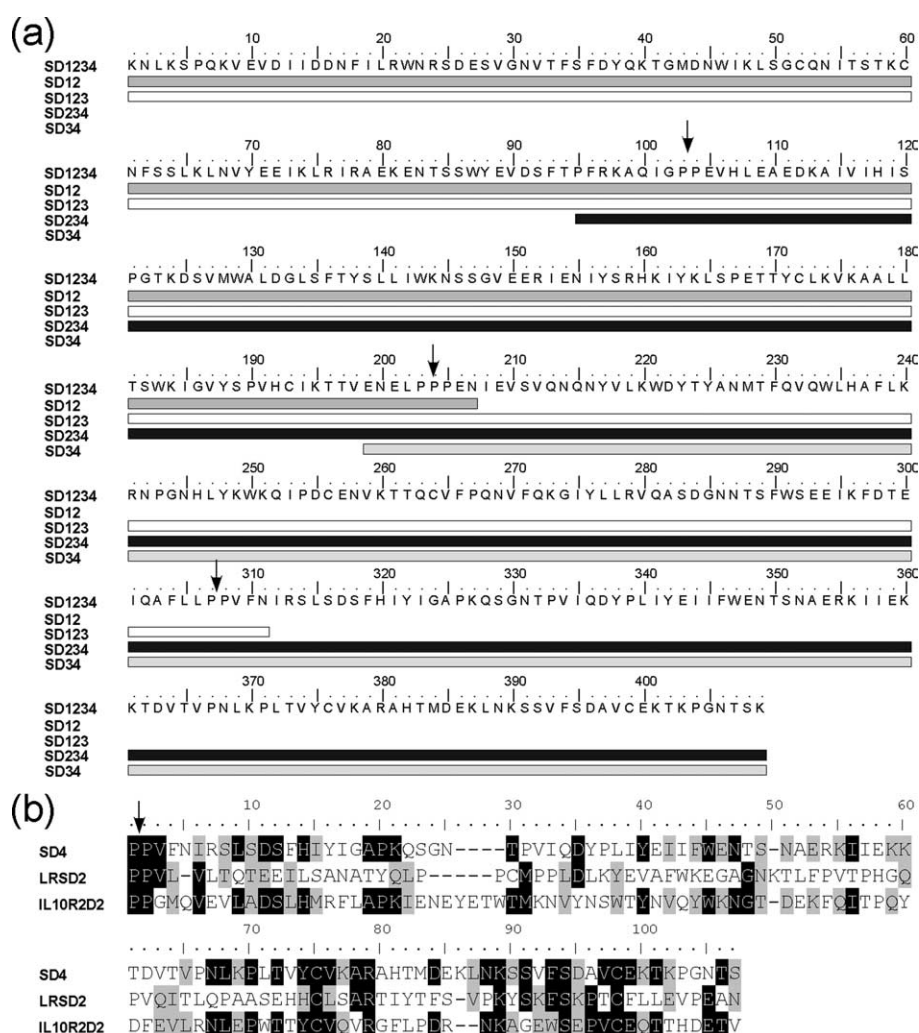 (a)
10 20 30 40 50 60
SD1234 KNLKSPQKVEVDIIDDNFILRWNRSDESVGNVTFSFDYQKTGMDNWIKLSGCQNITSTKC
SD12
SD123
SD234
SD34
70 80 90 100 110 120
SD1234 NFSSLKLNVYEEIKLRIRAEKENTSSWYEVDSFTPFRKAQIGPPEVHLEAEDKAIVIHIS
SD12
SD123
SD234
SD34
130 140 150 160 170 180
SD1234 PGTKDSVMWALDGLSFTYSLLIWKNSSGVEERIENIYSRHKIYKLSPETTYCLKVKAALL
SD12
SD123
SD234
SD34
190 200 210 220 230 240
SD1234 TSWKIGVYSPVHCIKTTVENELPPPENIEVSVQNQNYVLKWDYTYANMTFQVQWLHAFLK
SD12
SD123
SD234
SD34
250 260 270 280 290 300
SD1234 RNPGNHLYKWKQIPDCENVKTTQCVFPQNVFQKGIYLLRVQASDGNNTSFWSEEIKFDTE
SD12
SD123
SD234
SD34
310 320 330 340 350 360
SD1234 IQAFLLPPVFNIRSLSDSFHIYIGAPKQSGNTPVIQDYPLIYEIIFWENTSNAERKIIEK
SD12
SD123
SD234
SD34
370 380 390 400
SD1234 KTDVTVPNLKPLTVYCVKARAHTMDEKLNKSSVFSDAVCEKTKPGNTSK
SD12
SD123
SD234
SD34
(b)
10 20 30 40 50 60
SD4 PPVFNIRSLSDSFHIYIGAPKQSGN----TPVIQDYPLIYEIIFWENTS-NAERKIIEKK
LRSD2 PPVL-VLTQTEEILSANATYQLP-----PCMPPLDLKYEVAFWKEGAGNKTLFPVTPHGQ
IL10R2D2 PPGMQVEVLADSLHMRFLAPKIENEYETWTMKNVYNSWTYNVQYWKNGT-DEKFQITPQY
70 80 90 100
SD4 TDVTVPNLKPLTVYCVKARAHTMDEKLNKSSVFSDAVCEKTKPGNTS
LRSD2 PVQITLQPAASEHHCLSARTIYTFS-VPKYSKFSKPTCFLLEVPEAN
IL10R2D2 DFEVLRNLEPWTTYCVQVRGFLPDR---NKAGEWSEPVCEQTTHDETV